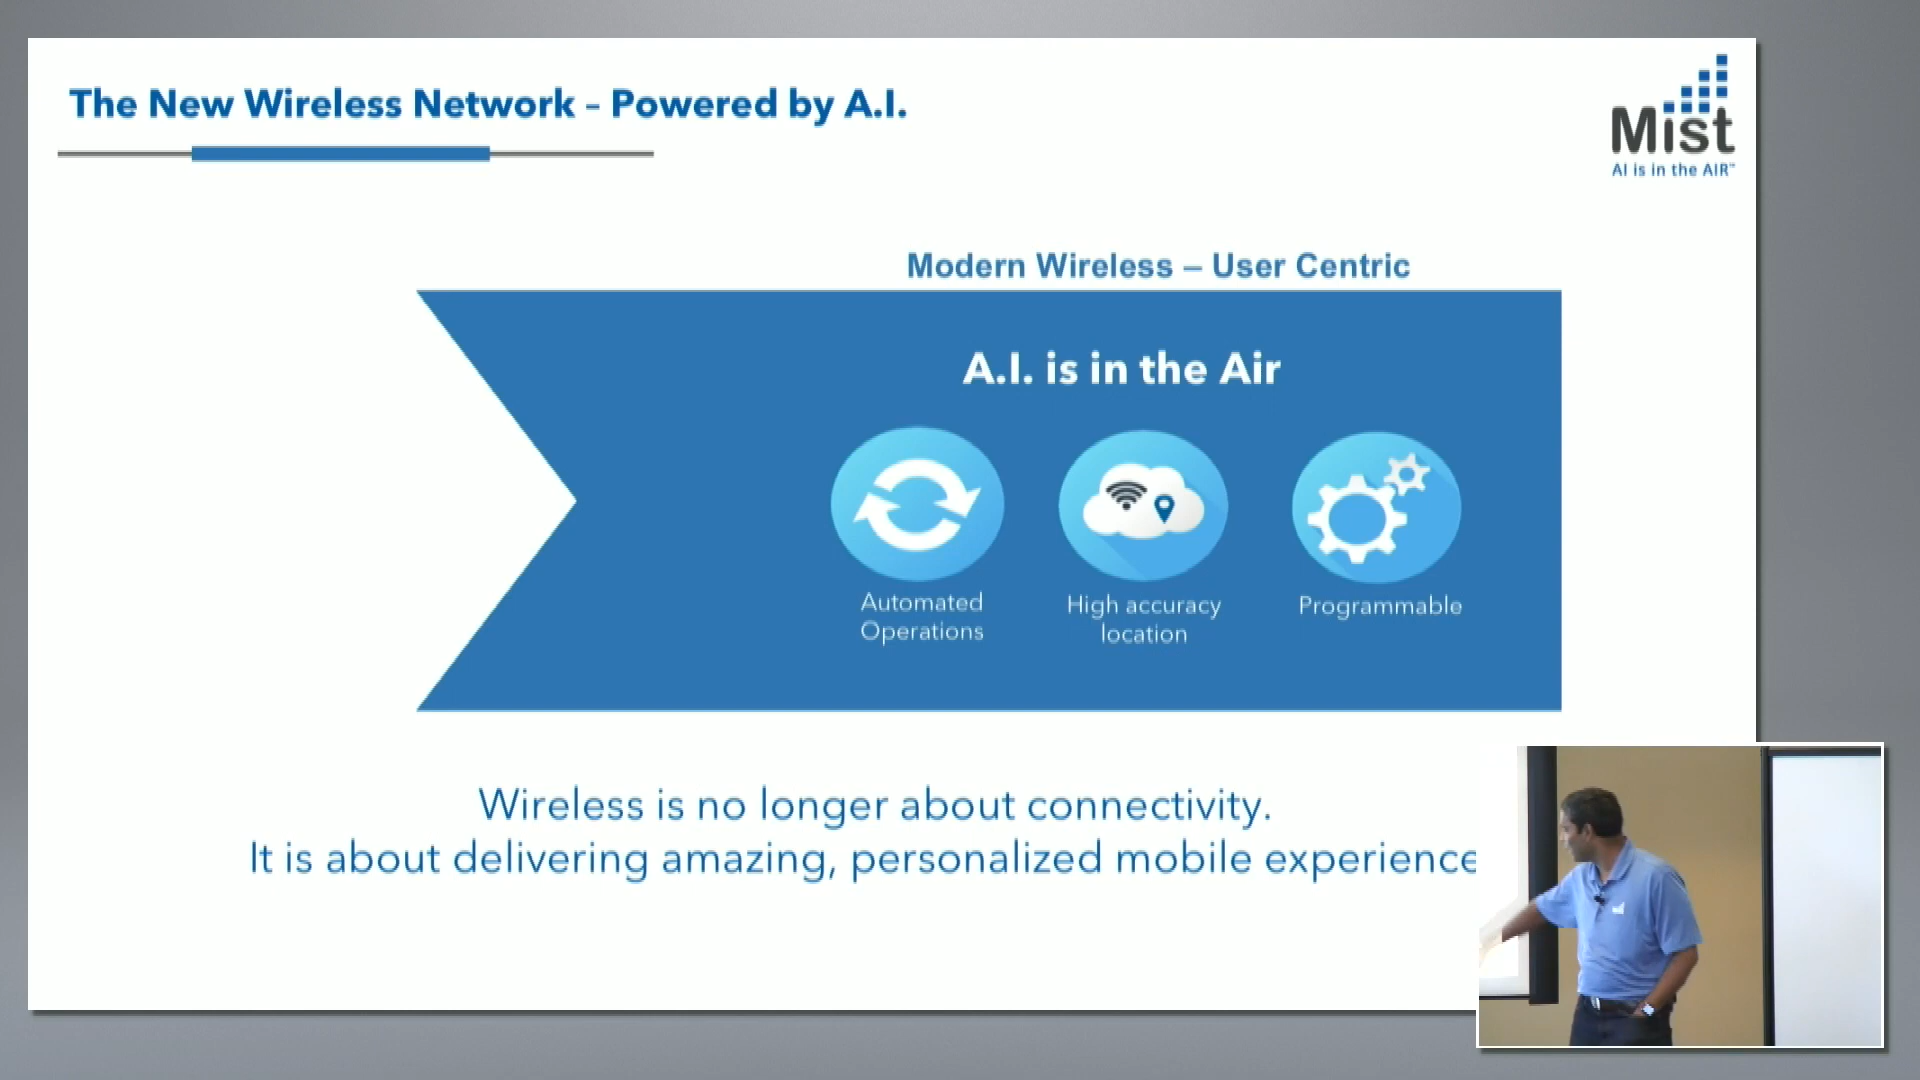 The New Wireless Network – Powered by A.I.
Mist
AI is in the AIR™
Modern Wireless – User Centric
A.I. is in the Air
Automated
Operations
High accuracy
location
Programmable
Wireless is no longer about connectivity.
It is about delivering amazing, personalized mobile experience